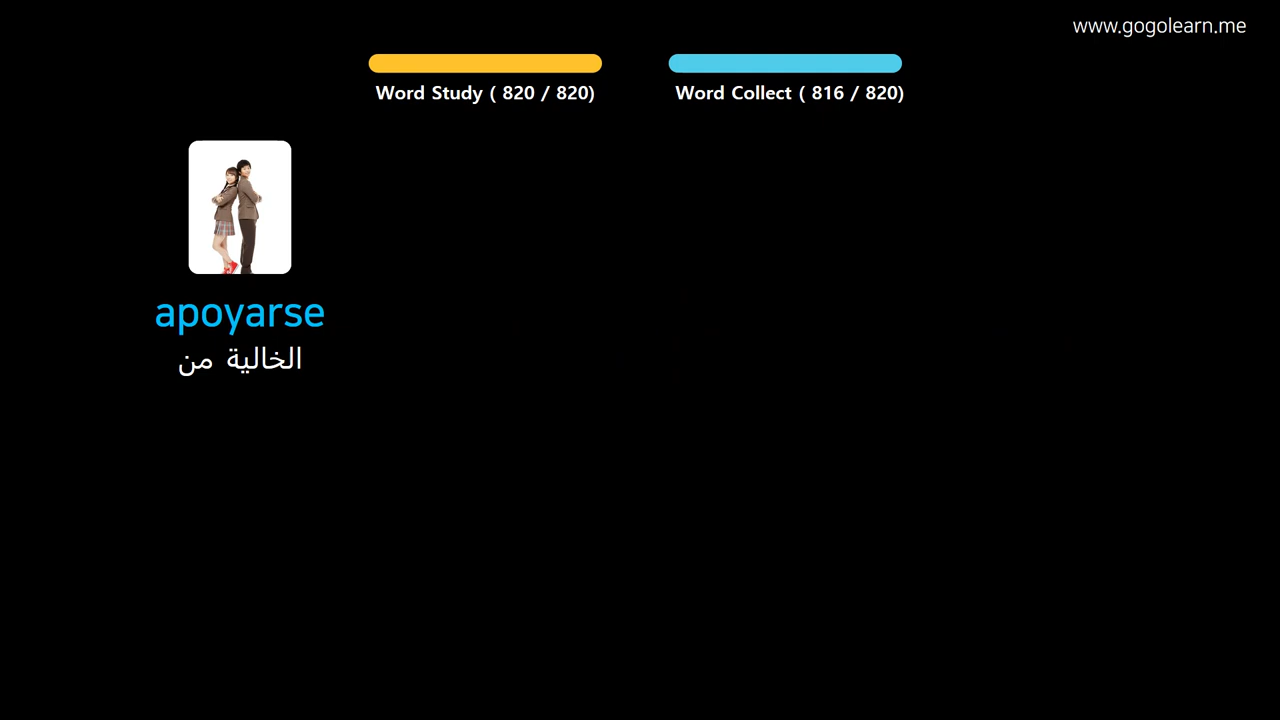 www.gogolearn.me
Word Study ( 820 / 820)
Word Collect ( 816 / 820)
apoyarse
الخالية من